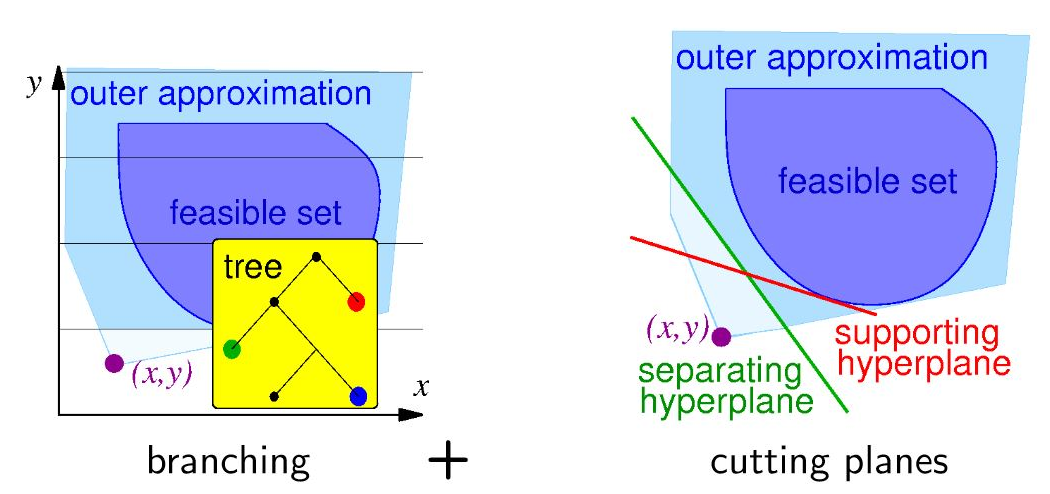 y
outer approximation
feasible set
tree
(x,y)
x
branching
+
outer approximation
feasible set
(x,y)
supporting
hyperplane
separating
hyperplane
cutting planes